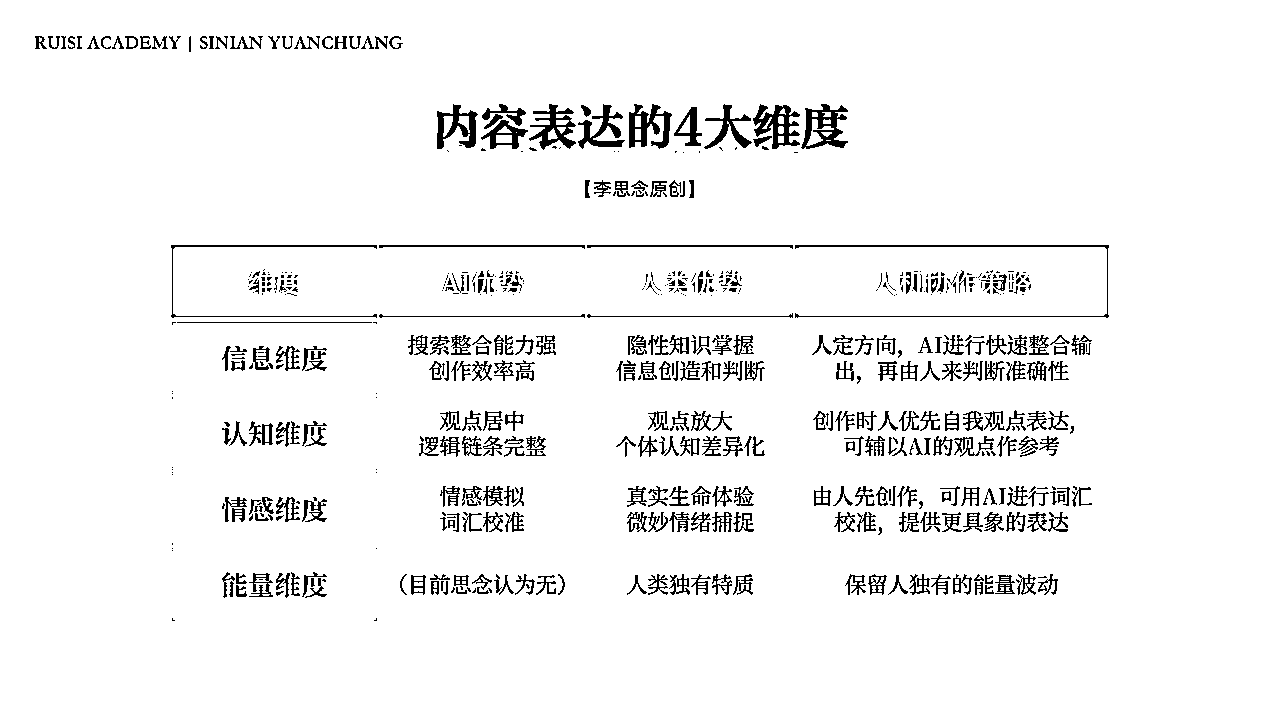 RUISI ACADEMY | SINIAN YUANCHUANG
内容表达的4大维度
【李思念原创】
维度 AI优势 人类优势 人机协作策略
信息维度 搜索整合能力强 隐性知识掌握 人定方向，AI进行快速整合输
创作效率高 信息创造和判断 出，再由人来判断准确性
认知维度 观点居中 观点放大 创作时人优先自我观点表达，
逻辑链条完整 个体认知差异化 可辅以AI的观点作参考
情感维度 情感模拟 真实生命体验 由人先创作，可用AI进行词汇
词汇校准 微妙情绪捕捉 校准，提供更具象的表达
能量维度 （目前思念认为无） 人类独有特质 保留人独有的能量波动